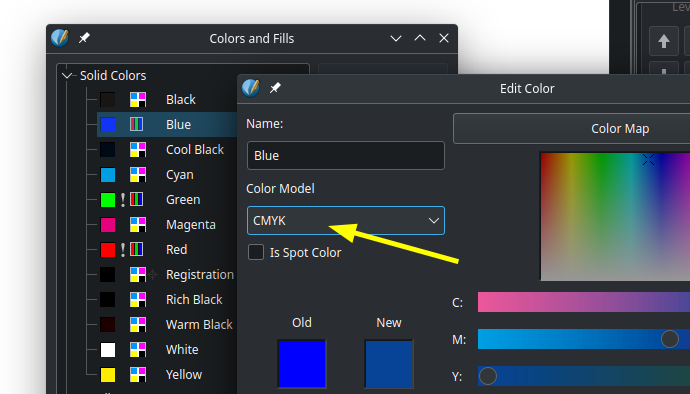 Leve
Colors and Fills
Solid Colors
Black
Blue
Cool Black
Cyan
Green
Magenta
Red
Registration
Rich Black
Warm Black
White
Yellow
Edit Color
Name:
Color Map
Blue
Color Model
CMYK
Is Spot Color
C:
Old
New
M:
Y: